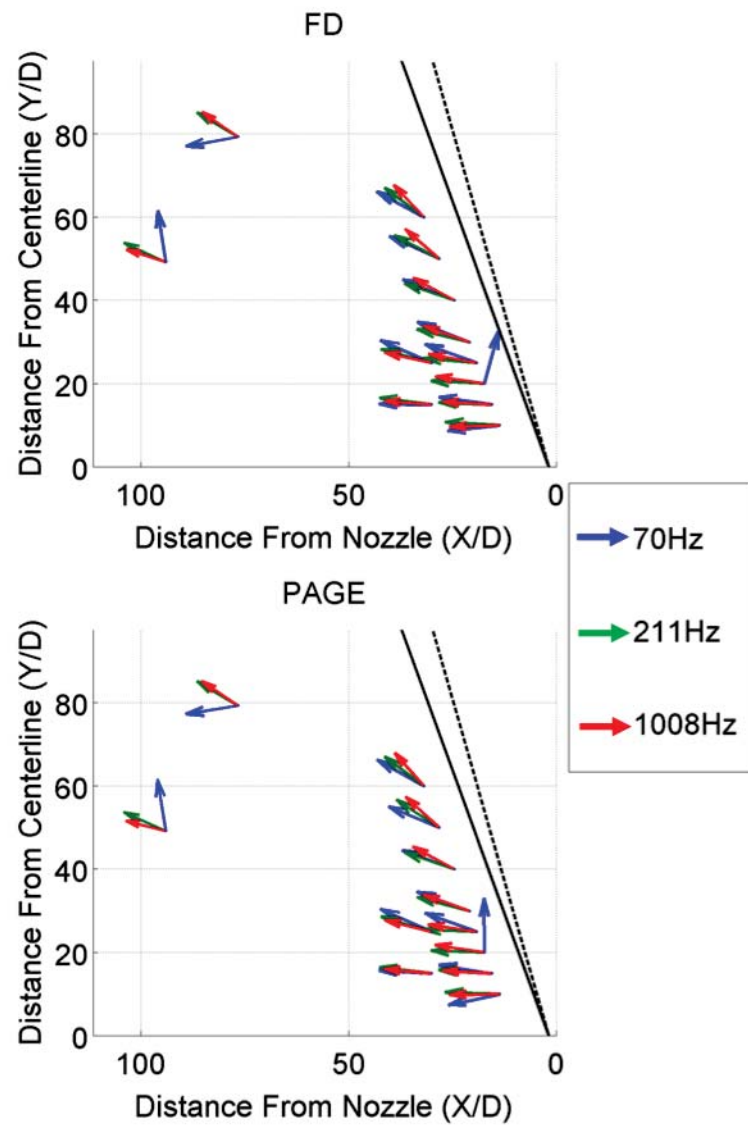 FD
Distance From Centerline (Y/D)
80
60
40
20
0
100
50
0
Distance From Nozzle (X/D)
PAGE
Distance From Centerline (Y/D)
80
60
40
20
0
100
50
0
Distance From Nozzle (X/D)
70Hz
211Hz
1008Hz